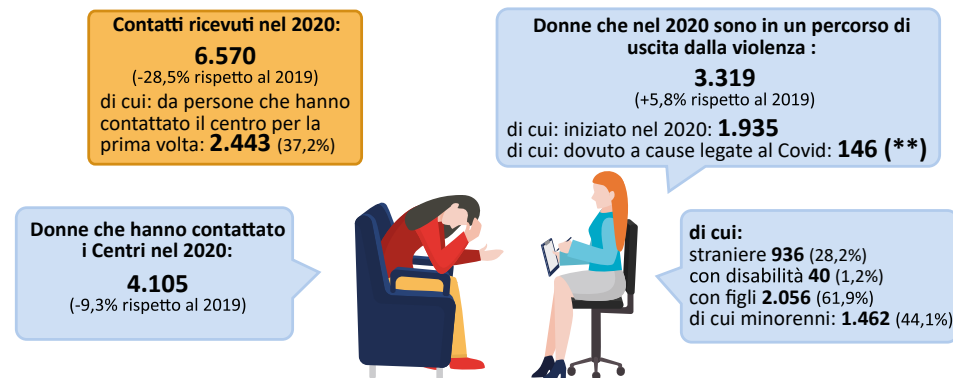 Contatti ricevuti nel 2020:
6.570
(-28,5% rispetto al 2019)
di cui: da persone che hanno
contattato il centro per la
prima volta: 2.443 (37,2%)
Donne che nel 2020 sono in un percorso di
uscita dalla violenza :
3.319
(+5,8% rispetto al 2019)
di cui: iniziato nel 2020: 1.935
di cui: dovuto a cause legate al Covid: 146 (**)
Donne che hanno contattato
i Centri nel 2020:
4.105
(-9,3% rispetto al 2019)
di cui:
straniere 936 (28,2%)
con disabilità 40 (1,2%)
con figli 2.056 (61,9%)
di cui minorenni: 1.462 (44,1%)